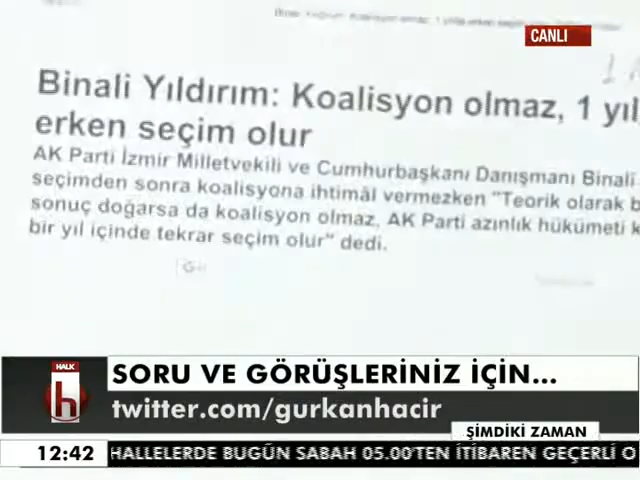 CANLI
Binali Yıldırım: Koalisyon olmaz, 1 yıl
erken seçim olur
AK Parti İzmir Milletvekili ve Cumhurbaşkanı Danışmanı Binali
seçimden sonra koalisyona ihtimâl vermezken "Teorik olarak b
sonuç doğarsa da koalisyon olmaz, AK Parti azınlık hükümeti k
bir yıl içinde tekrar seçim olur" dedi.
HALK
h
SORU VE GÖRÜŞLERİNİZ İÇİN...
twitter.com/gurkanhacir
ŞİMDİKİ ZAMAN
12:42 HALLELERDE BUGÜN SABAH 05.00'TEN İTİBAREN GEÇERLİ O